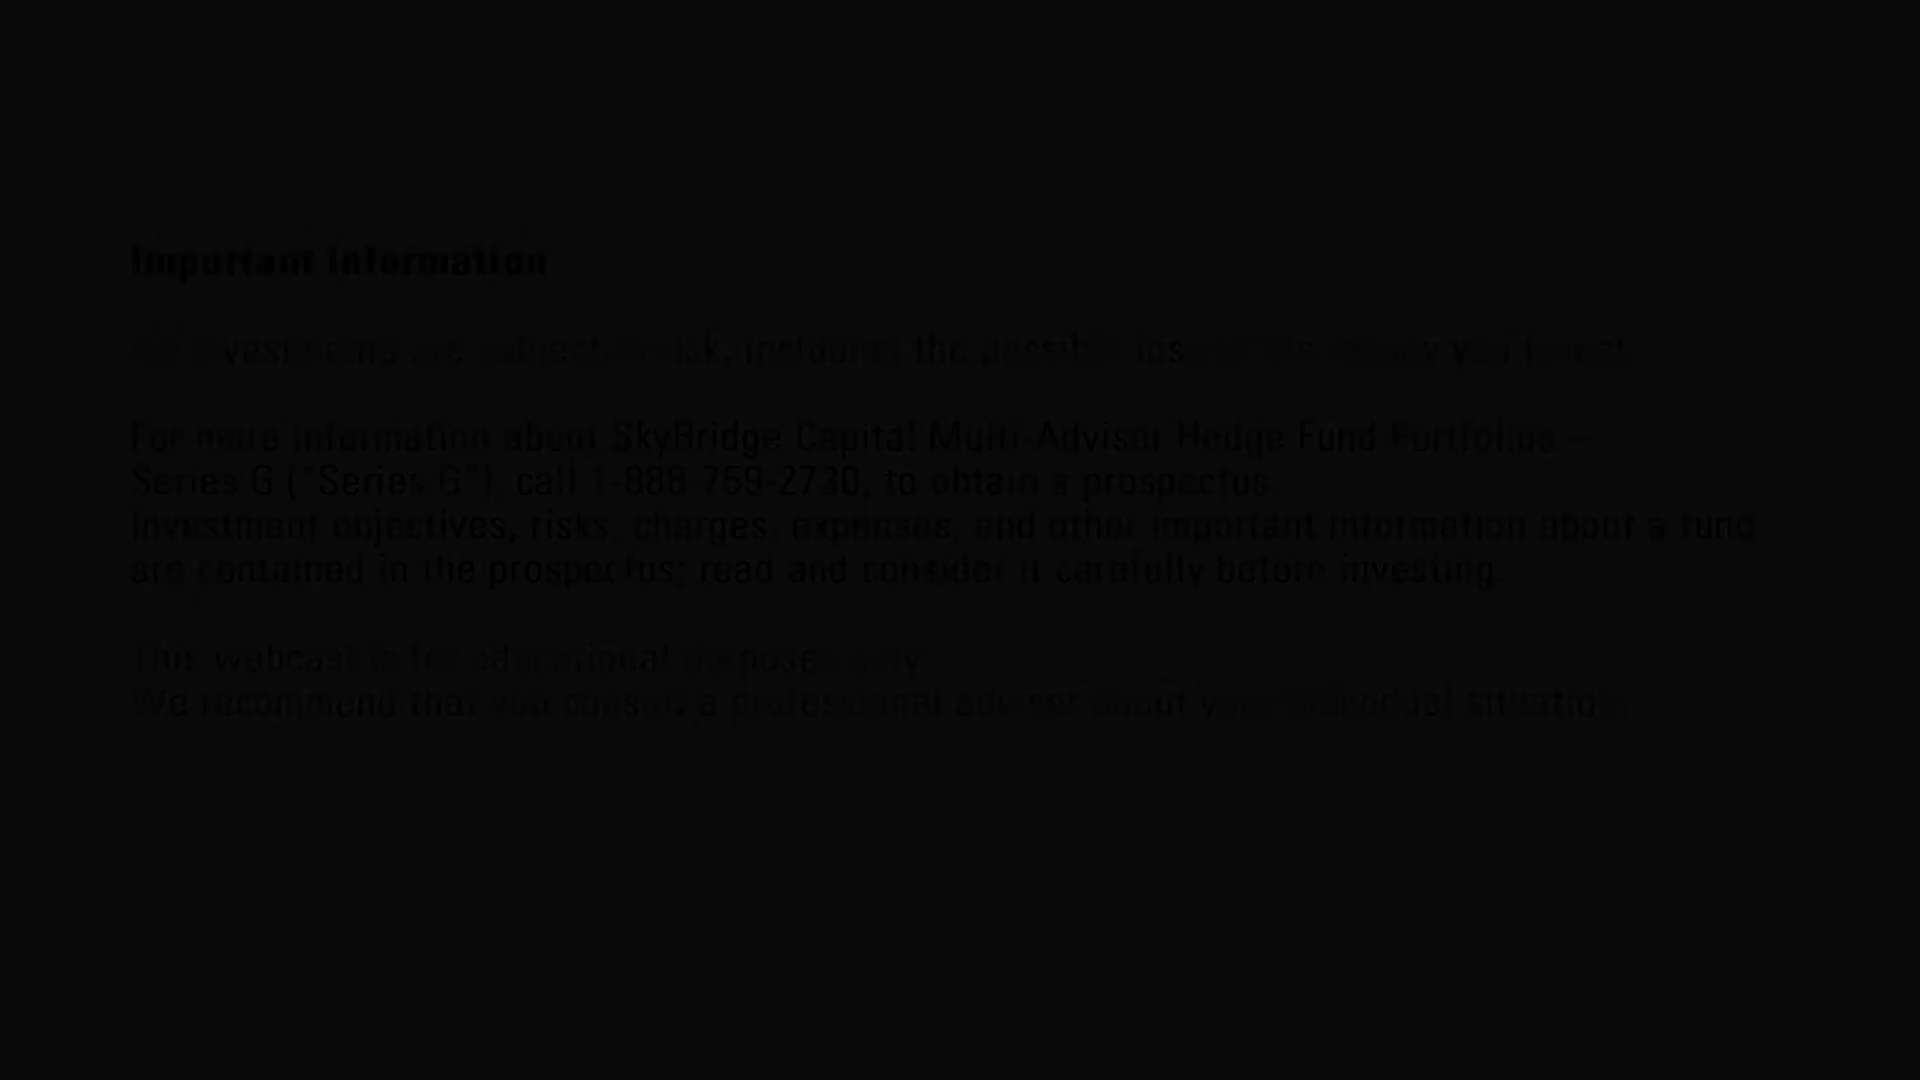 Important Information
All investments are subject to risk, including the possible loss of the money you invest.
For more information about SkyBridge Capital Multi-Adviser Hedge Fund Portfolios—
Series G ("Series G"), call 1-888-759-2730, to obtain a prospectus.
Investment objectives, risks, charges, expenses, and other important information about a fund
are contained in the prospectus; read and consider it carefully before investing.
This webcast is for educational purposes only.
We recommend that you consult a professional advisor about your individual situation.